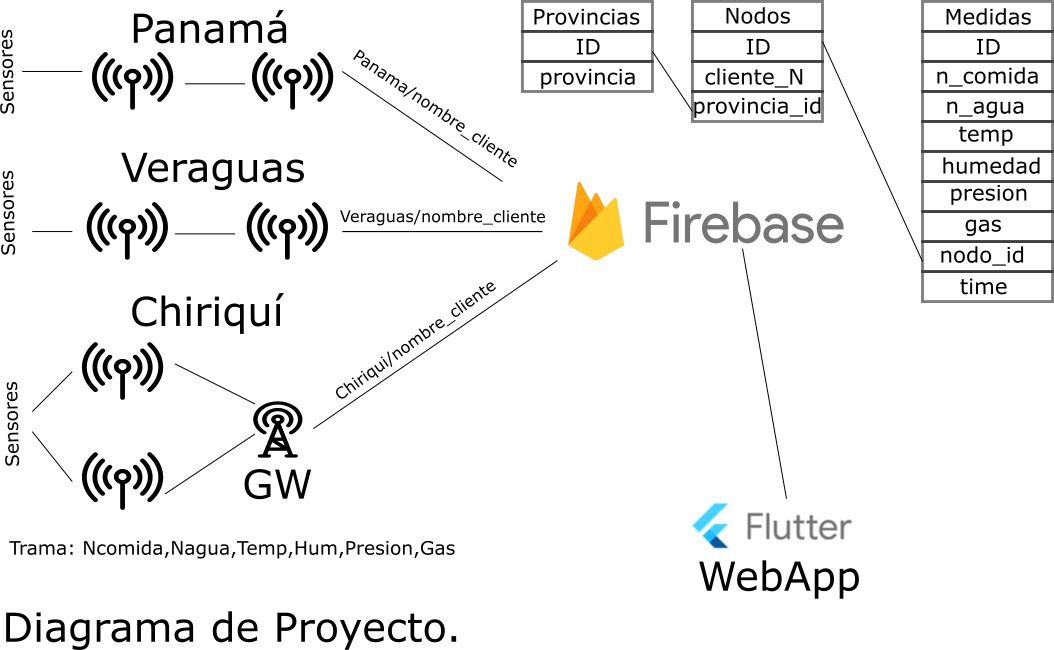 Panamá
Sensores
Panama/nombre_cliente
Provincias
ID
provincia
Nodos
ID
cliente_N
provincia_id
Medidas
ID
n_comida
n_agua
temp
humedad
presion
gas
nodo_id
time
Veraguas
Sensores
Veraguas/nombre_cliente
Firebase
Chiriquí
Sensores
Chiriqui/nombre_cliente
GW
Flutter
WebApp
Trama: Ncomida,Nagua,Temp,Hum,Presion,Gas
Diagrama de Proyecto.